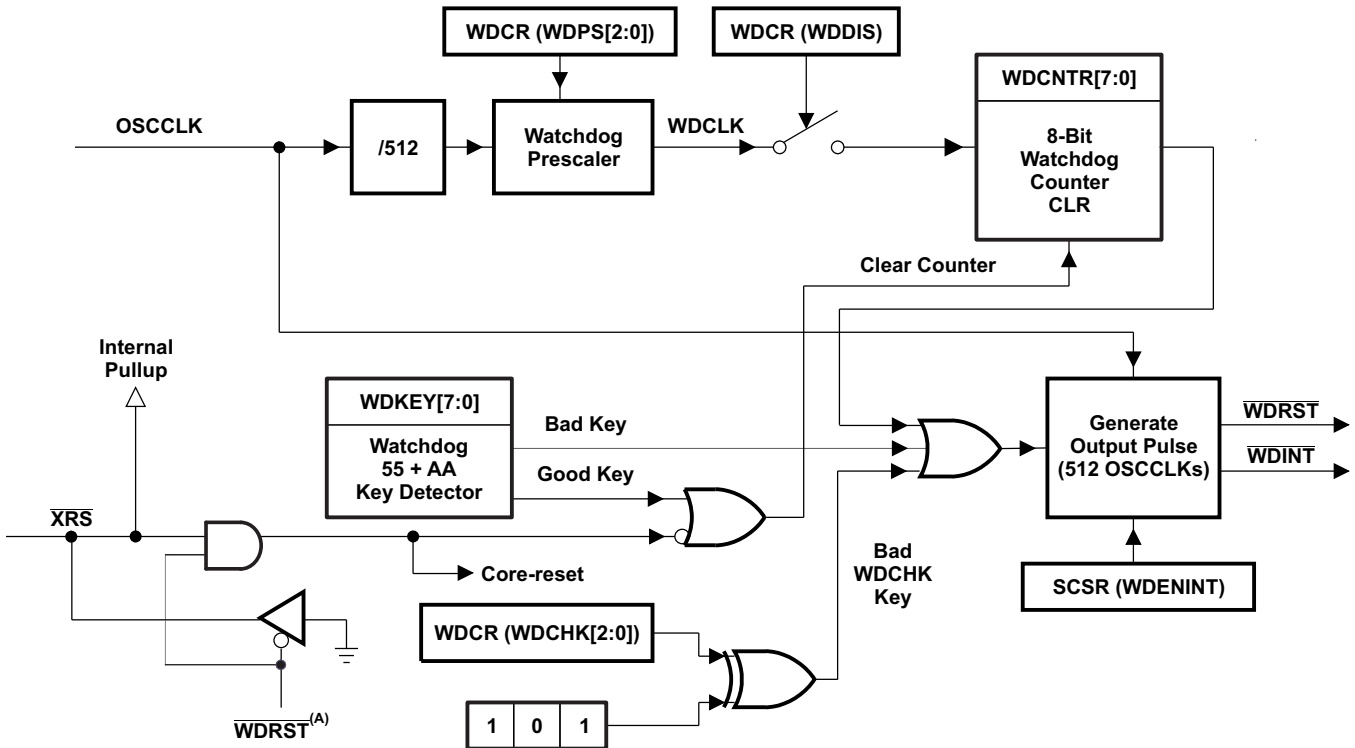 WDCR (WDPS[2:0])
WDCR (WDDIS)
WDCNTR[7:0]
OSCCLK
/512
Watchdog
Prescaler
WDCLK
8-Bit
Watchdog
Counter
CLR
Clear Counter
Internal
Pullup
WDKEY[7:0]
Watchdog
55 + AA
Key Detector
Bad Key
Good Key
Generate
Output Pulse
(512 OSCCLKs)
WDRST
WDINT
XRS
Core-reset
Bad
WDCHK
Key
SCSR (WDENINT)
WDCR (WDCHK[2:0])
WDRST(A)
1 0 1